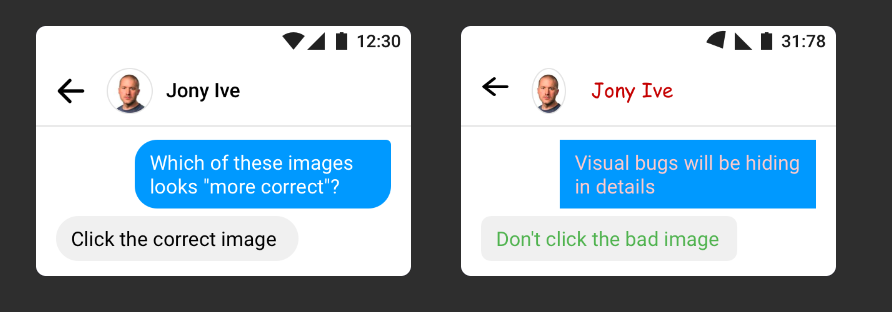 12:30
Jony Ive
Which of these images
looks "more correct"?
Click the correct image
31:78
Jony Ive
Visual bugs will be hiding
in details
Don't click the bad image